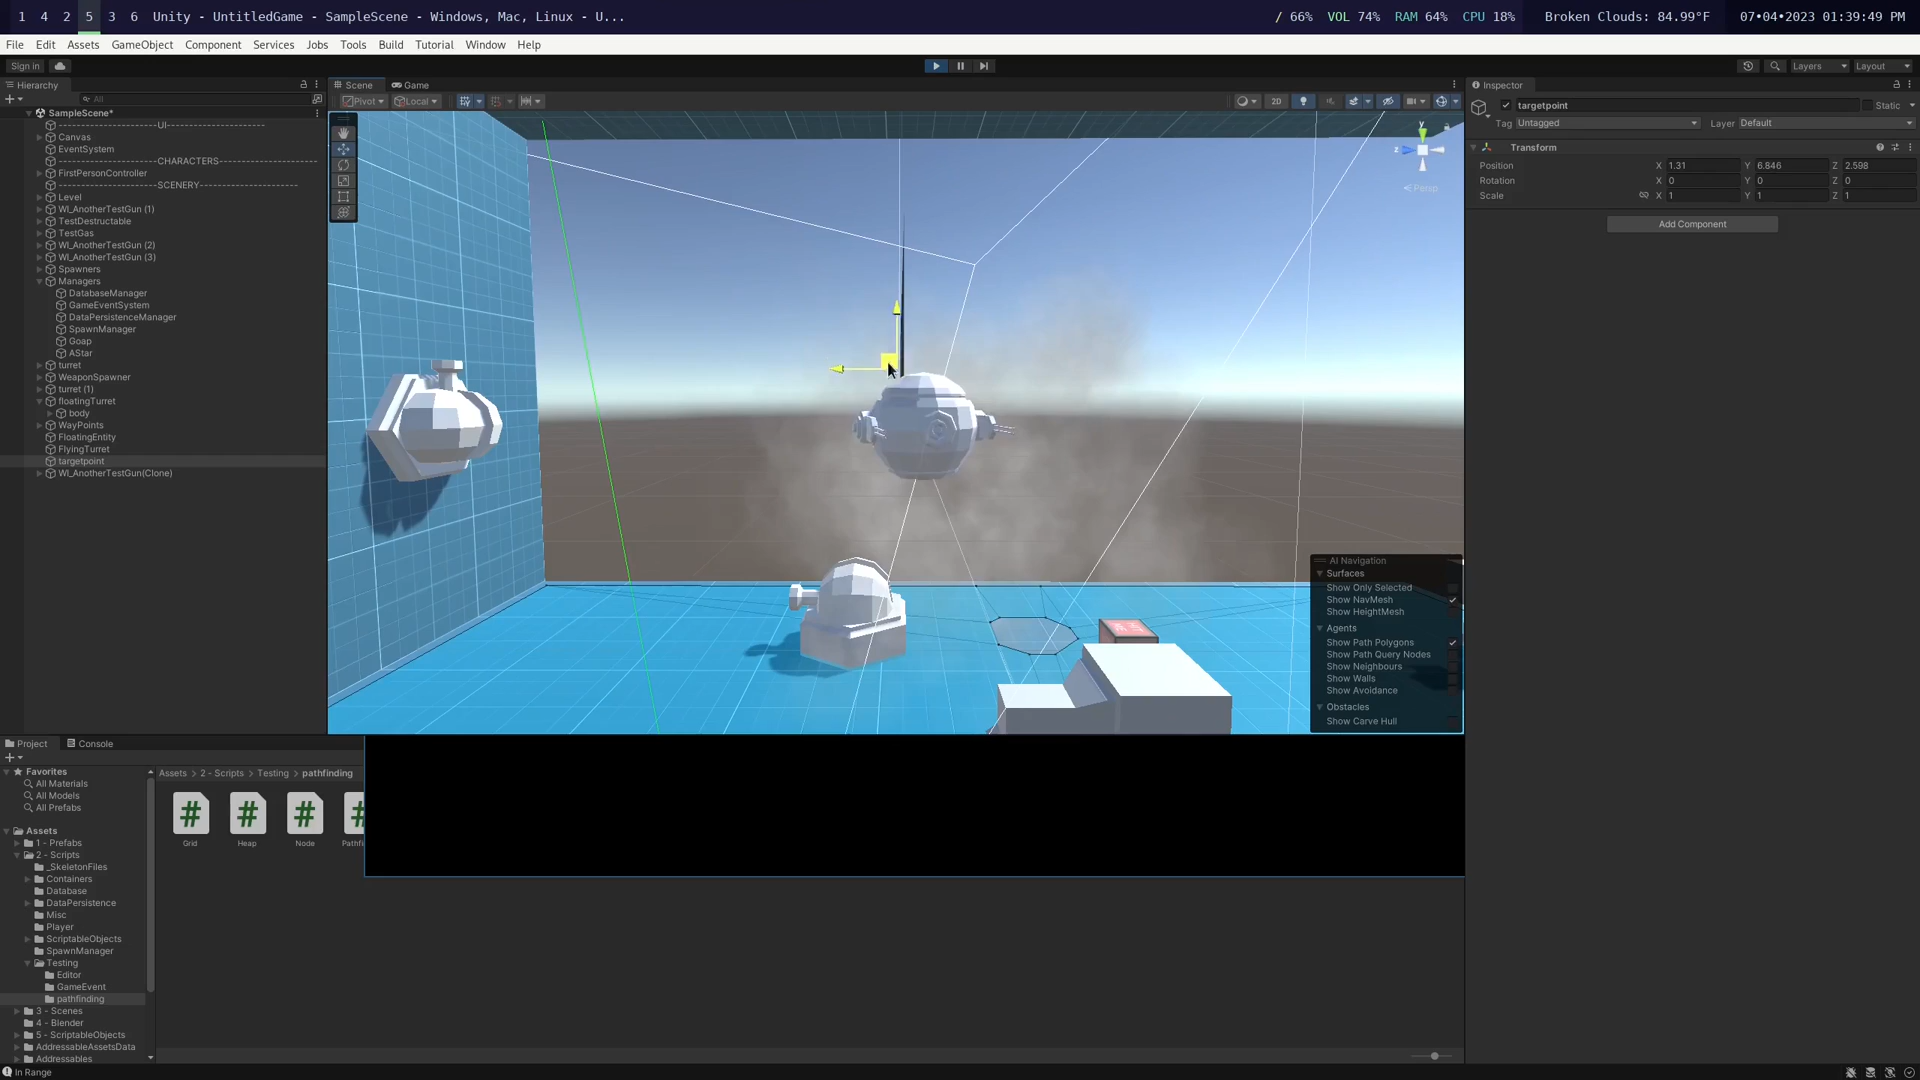 1 4 2 5 3 6 Unity - UntitledGame - SampleScene - Windows, Mac, Linux - U... / 66% VOL 74% RAM 64% CPU 18% Broken Clouds: 84.99°F 07•04•2023 01:39:49 PM
File Edit Assets GameObject Component Services Jobs Tools Build Tutorial Window Help
Sign in Layers Layout
Hierarchy
All
SampleScene*
----------------------UI----------------------
Canvas
EventSystem
----------------------CHARACTERS----------------------
FirstPersonController
----------------------SCENERY----------------------
Level
WI_AnotherTestGun (1)
TestDestructable
TestGas
WI_AnotherTestGun (2)
WI_AnotherTestGun (3)
Spawners
Managers
DatabaseManager
GameEventSystem
DataPersistenceManager
SpawnManager
Goap
AStar
turret
WeaponSpawner
turret (1)
floatingTurret
body
WayPoints
FloatingEntity
FlyingTurret
targetpoint
WI_AnotherTestGun(Clone)
Scene Game
Pivot Local 2D
y
z
Persp
AI Navigation
Surfaces
Show Only Selected
Show NavMesh
Show HeightMesh
Agents
Show Path Polygons
Show Path Query Nodes
Show Neighbours
Show Walls
Show Avoidance
Obstacles
Show Carve Hull
Inspector
targetpoint Static
Tag Untagged Layer Default
Transform
Position X 1.31 Y 6.846 Z 2.598
Rotation X 0 Y 0 Z 0
Scale X 1 Y 1 Z 1
Add Component
Project Console
Favorites
All Materials
All Models
All Prefabs
Assets
1 - Prefabs
2 - Scripts
_SkeletonFiles
Containers
Database
DataPersistence
Misc
Player
ScriptableObjects
SpawnManager
Testing
Editor
GameEvent
pathfinding
3 - Scenes
4 - Blender
5 - ScriptableObjects
AddressableAssetsData
Addressables
Assets > 2 - Scripts > Testing > pathfinding
# # # #
Grid Heap Node Pathfi
In Range